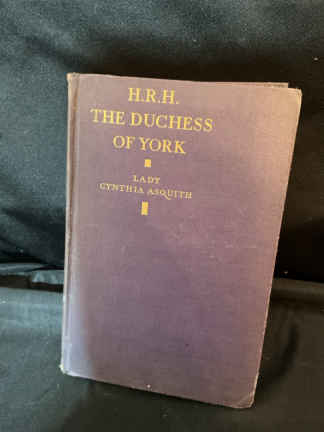 H.R.H.
THE DUCHESS
OF YORK
LADY
CYNTHIA ASQUITH